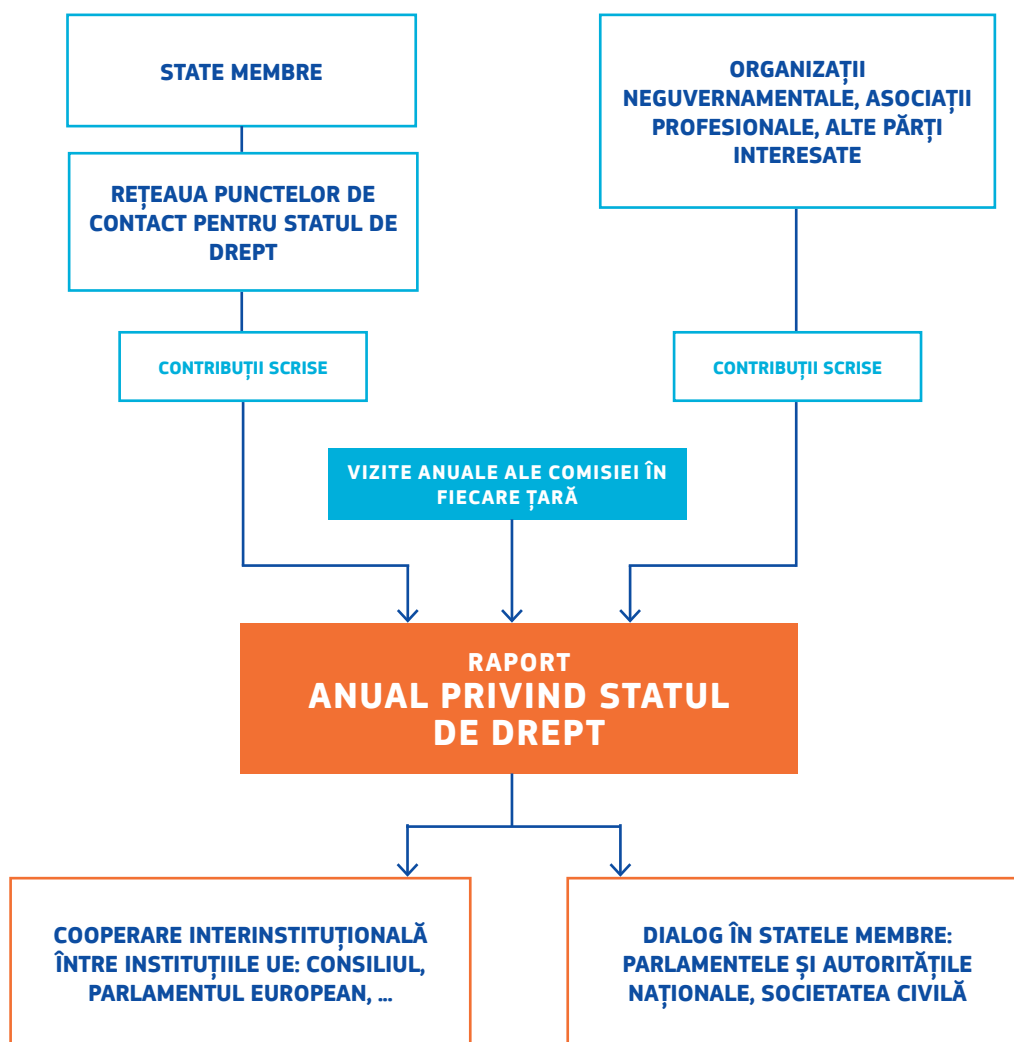 STATE MEMBRE
ORGANIZAȚII
NEGUVERNAMENTALE, ASOCIAȚII
PROFESIONALE, ALTE PĂRȚI
INTERESATE
REȚEAUA PUNCTELOR DE
CONTACT PENTRU STATUL DE
DREPT
CONTRIBUȚII SCRISE
CONTRIBUȚII SCRISE
VIZITE ANUALE ALE COMISIEI ÎN
FIECARE ȚARĂ
RAPORT
ANUAL PRIVIND STATUL
DE DREPT
COOPERARE INTERINSTITUȚIONALĂ
ÎNTRE INSTITUȚIILE UE: CONSILIUL,
PARLAMENTUL EUROPEAN, ...
DIALOG ÎN STATELE MEMBRE:
PARLAMENTELE ȘI AUTORITĂȚILE
NAȚIONALE, SOCIETATEA CIVILĂ